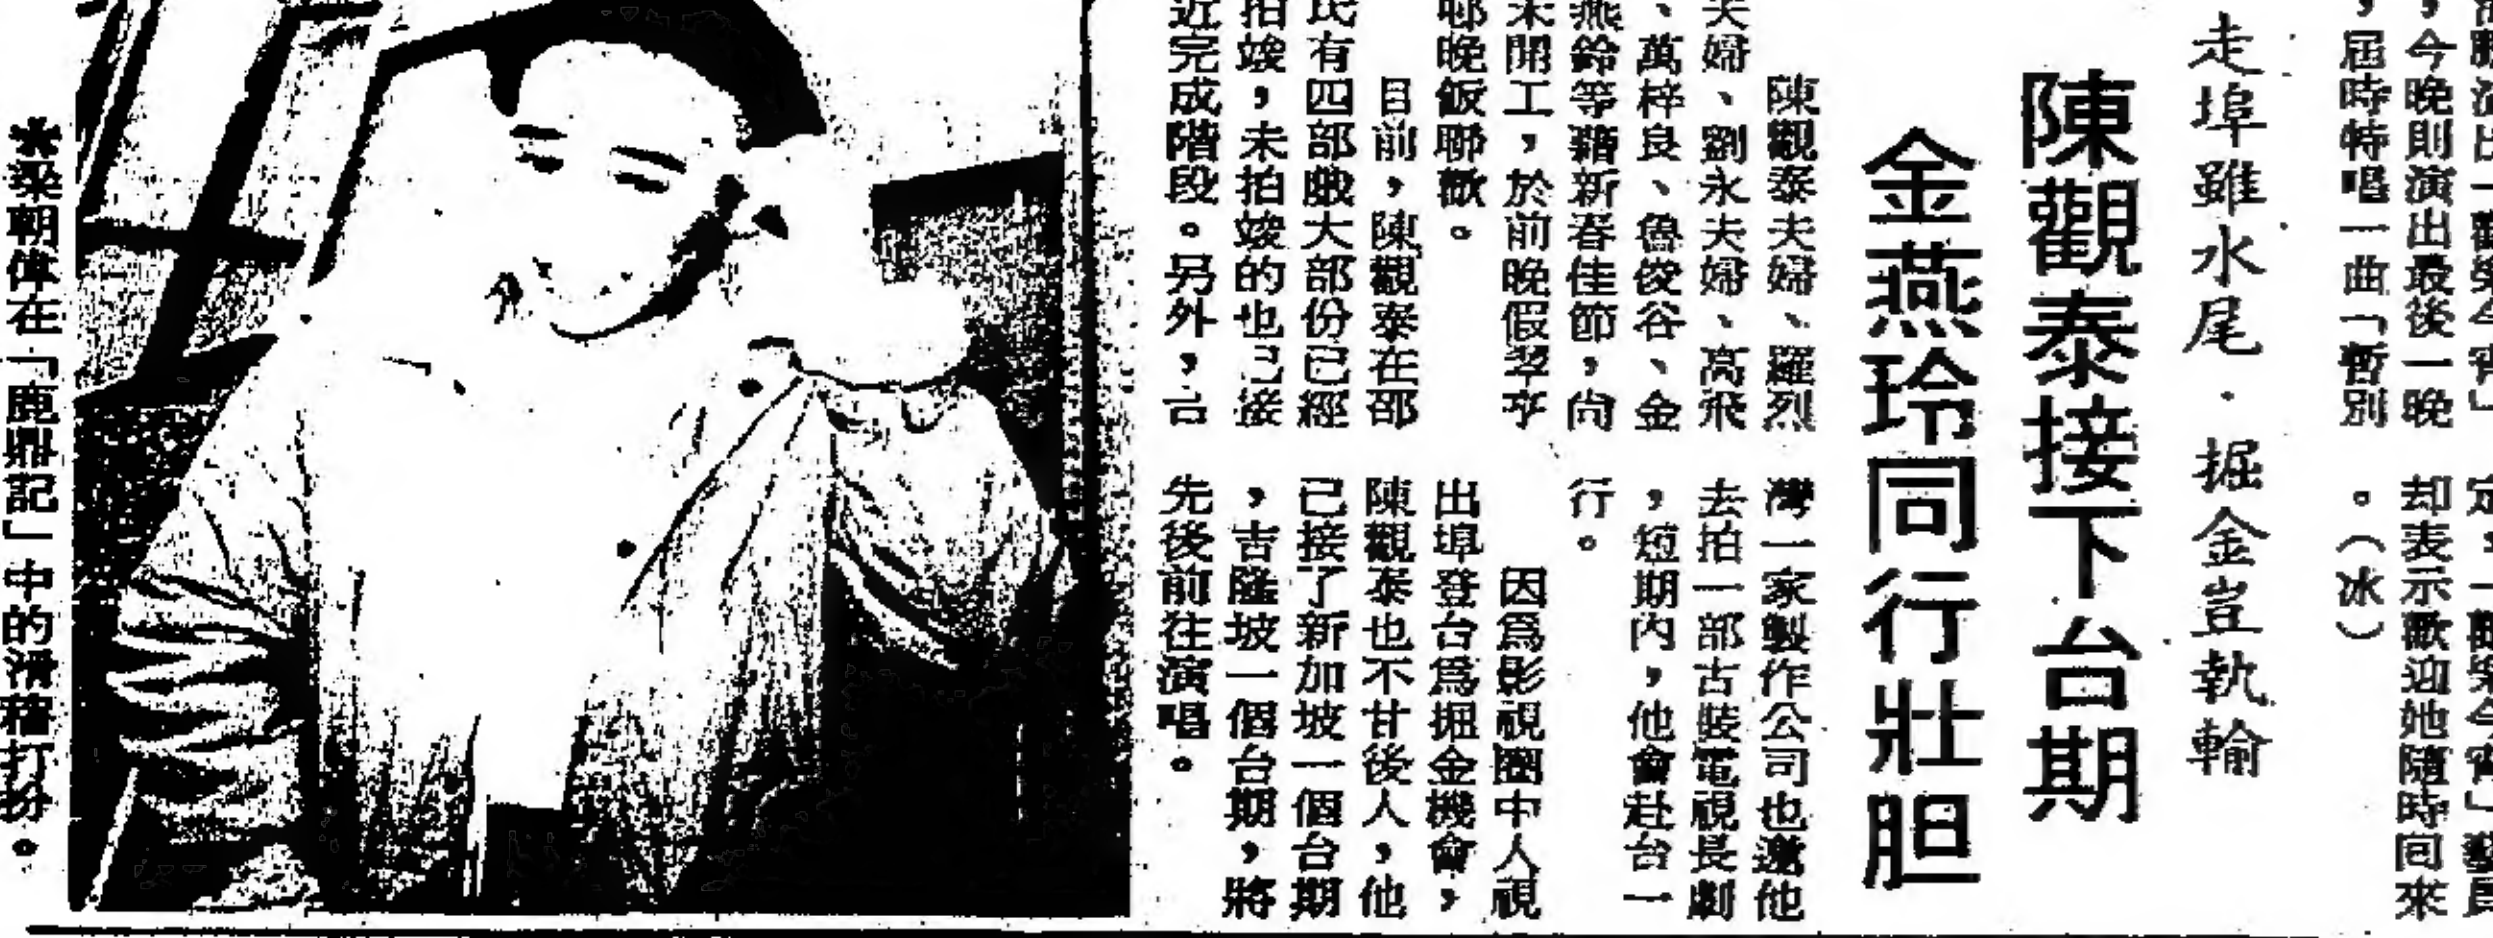 ，今晚則演出最後一晚
，屆時特唱一曲「暫別
却表示歡迎她隨時回來
。（冰）
走埠雖水尾·掘金豈執輸
陳觀泰接下台期
金燕玲同行壯胆
陳觀泰夫婦、羅烈
夫婦、劉永夫婦、高飛
、萬梓良、魯俊谷、金
燕鈴等藉新春佳節，尚
未開工，於前晚假翠亨
邨晚飯聯歡。
目前，陳觀泰在邵
氏有四部戲大部份已經
拍竣，未拍竣的也已接
近完成階段。另外，台
灣一家製作公司也邀他
去拍一部古裝電視長劇
，短期內，他會赴台一
行。
因爲影視圈中人視
出埠登台爲掘金機會，
陳觀泰也不甘後人，他
已接了新加坡一個台期
，吉隆坡一個台期，將
先後前往演唱。
＊梁朝偉在「鹿鼎記」中的滑稽打扮。